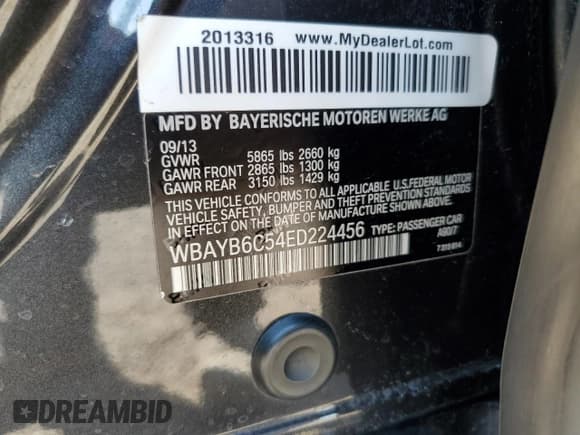 2013316 www.MyDealerLot.com
MFD BY BAYERISCHE MOTOREN WERKE AG
09/13
GVWR 5865 lbs 2660 kg
GAWR FRONT 2865 lbs 1300 kg
GAWR REAR 3150 lbs 1429 kg
THIS VEHICLE CONFORMS TO ALL APPLICABLE U.S.FEDERAL MOTOR
VEHICLE SAFETY, BUMPER AND THEFT PREVENTION STANDARDS
IN EFFECT ON THE DATE OF MANUFACTURE SHOWN ABOVE.
WBAYB6C54ED224456 TYPE: PASSENGER CAR
A90/7
DREAMBID